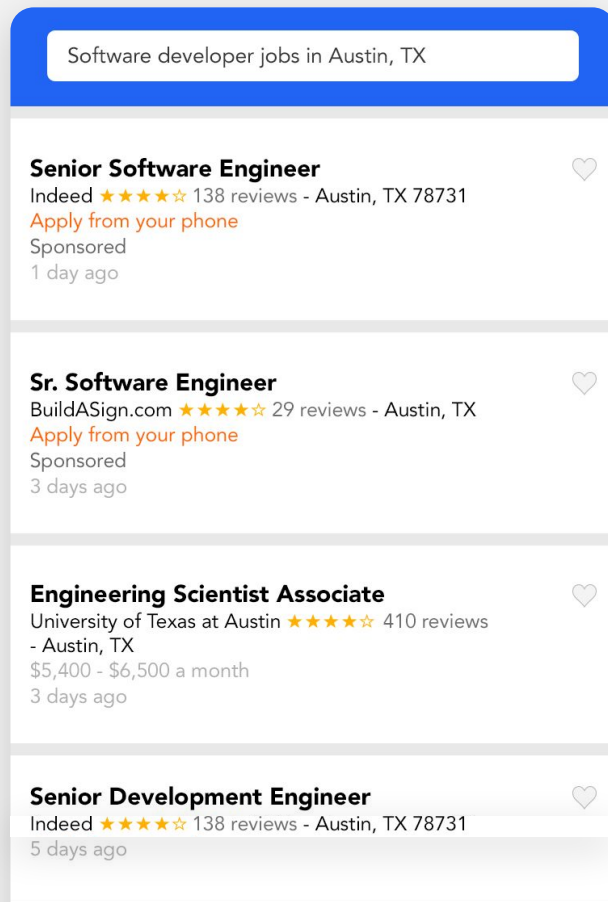 Software developer jobs in Austin, TX
Senior Software Engineer
Indeed ★★★★☆ 138 reviews - Austin, TX 78731
Apply from your phone
Sponsored
1 day ago
Sr. Software Engineer
BuildASign.com ★★★★☆ 29 reviews - Austin, TX
Apply from your phone
Sponsored
3 days ago
Engineering Scientist Associate
University of Texas at Austin ★★★★☆ 410 reviews
- Austin, TX
$5,400 - $6,500 a month
3 days ago
Senior Development Engineer
Indeed ★★★★☆ 138 reviews - Austin, TX 78731
5 days ago